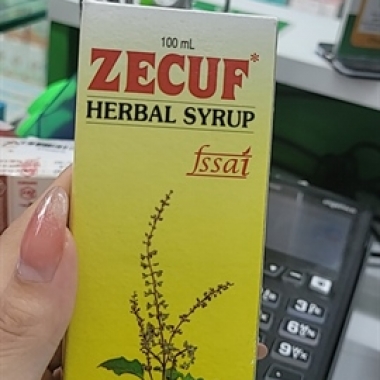 100 mL
ZECUF*
HERBAL SYRUP
fssai